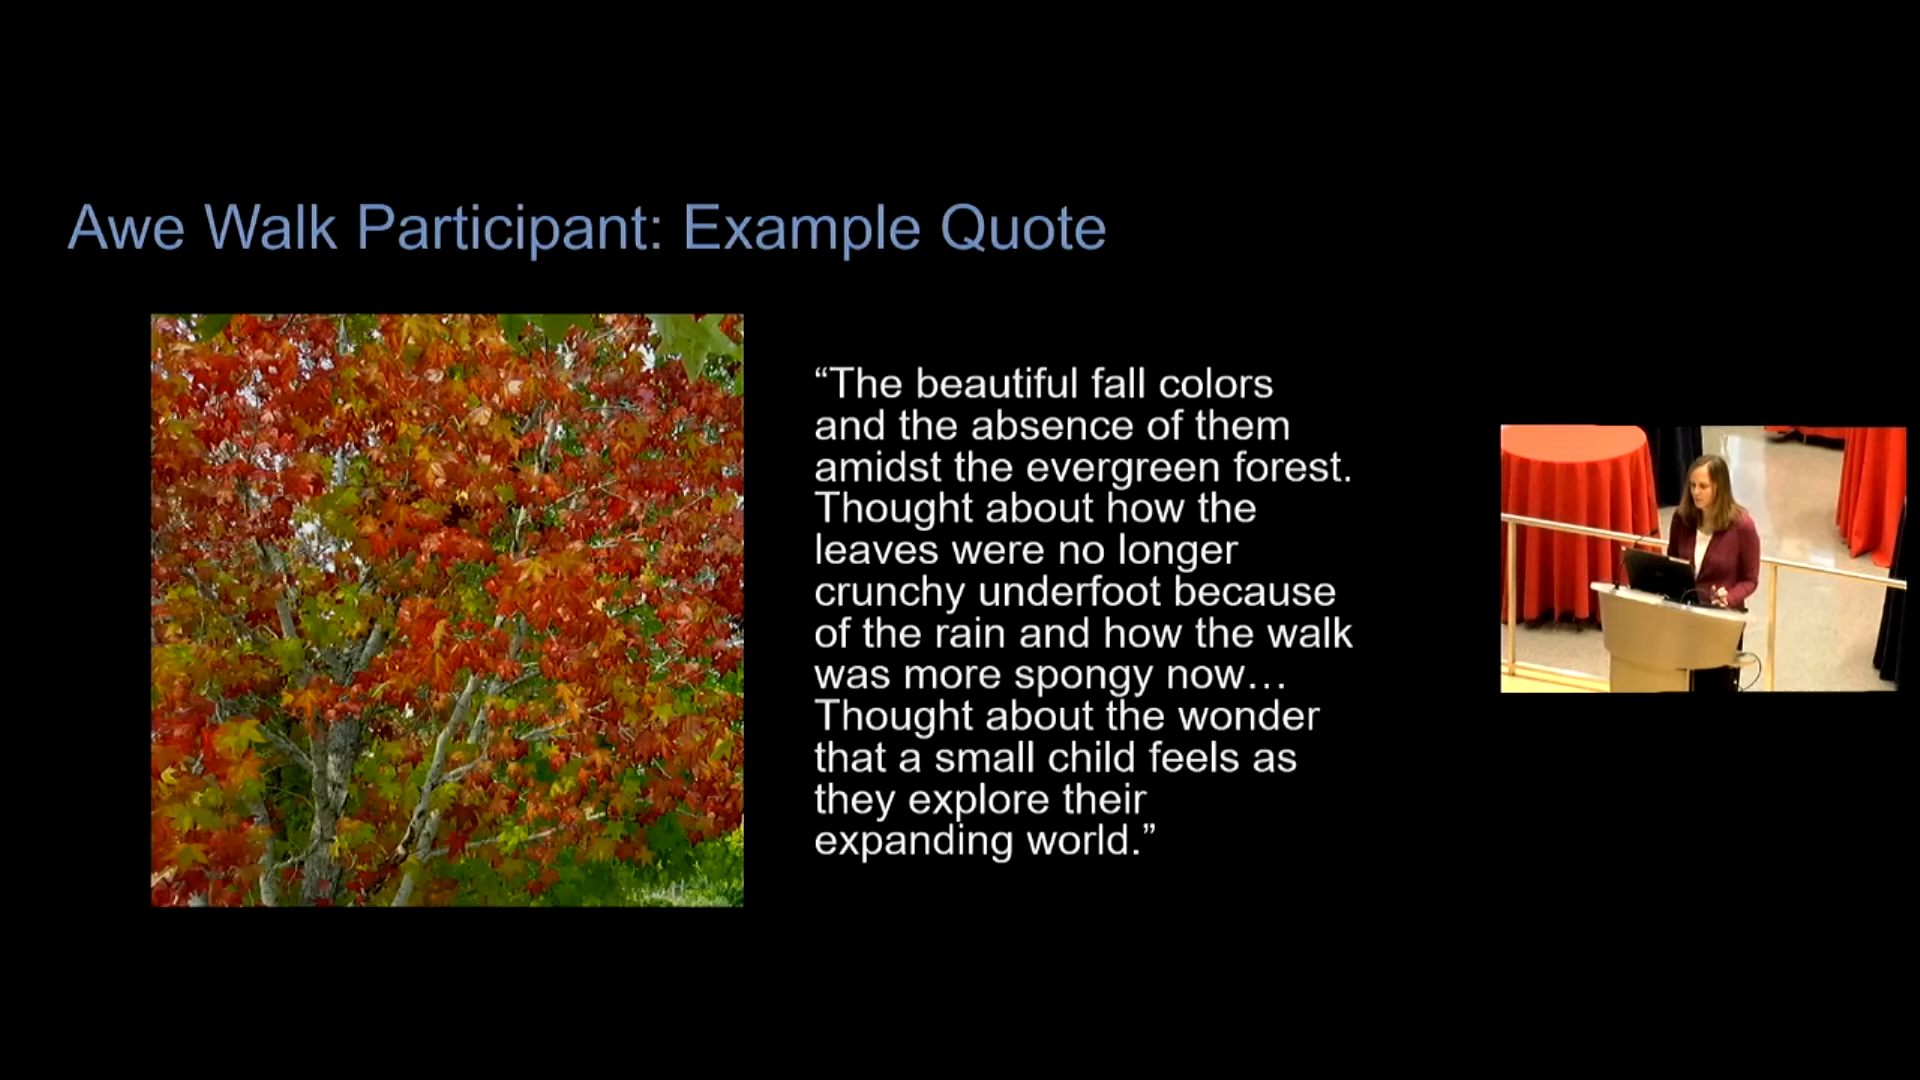 Awe Walk Participant: Example Quote
“The beautiful fall colors
and the absence of them
amidst the evergreen forest.
Thought about how the
leaves were no longer
crunchy underfoot because
of the rain and how the walk
was more spongy now…
Thought about the wonder
that a small child feels as
they explore their
expanding world.”